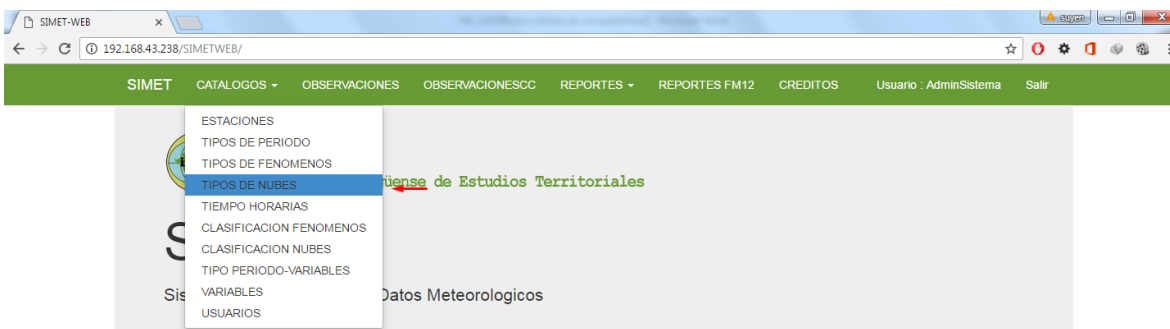 SIMET-WEB
suyen
192.168.43.238/SIMETWEB/
SIMET CATALOGOS OBSERVACIONES OBSERVACIONESCC REPORTES REPORTES FM12 CREDITOS Usuario : AdminSistema Salir
ESTACIONES
TIPOS DE PERIODO
TIPOS DE FENOMENOS
TIPOS DE NUBES
TIEMPO HORARIAS
CLASIFICACION FENOMENOS
CLASIFICACION NUBES
TIPO PERIODO-VARIABLES
VARIABLES
USUARIOS
üense de Estudios Territoriales
S
Sis Datos Meteorologicos